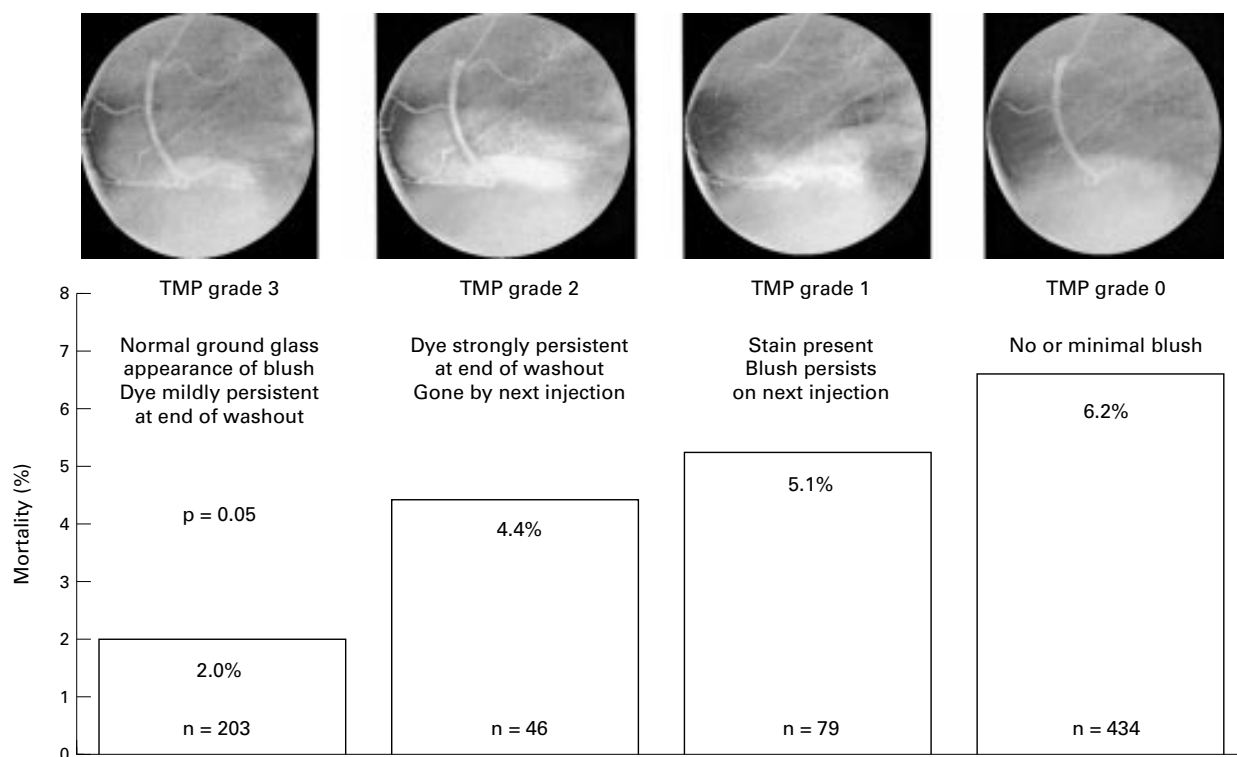 TMP grade 3
TMP grade 2
TMP grade 1
TMP grade 0
Normal ground glass
appearance of blush
Dye mildly persistent
at end of washout
Dye strongly persistent
at end of washout
Gone by next injection
Stain present
Blush persists
on next injection
No or minimal blush
Mortality (%)
8
7
6
5
4
3
2
1
0
p = 0.05
2.0%
4.4%
5.1%
6.2%
n = 203
n = 46
n = 79
n = 434